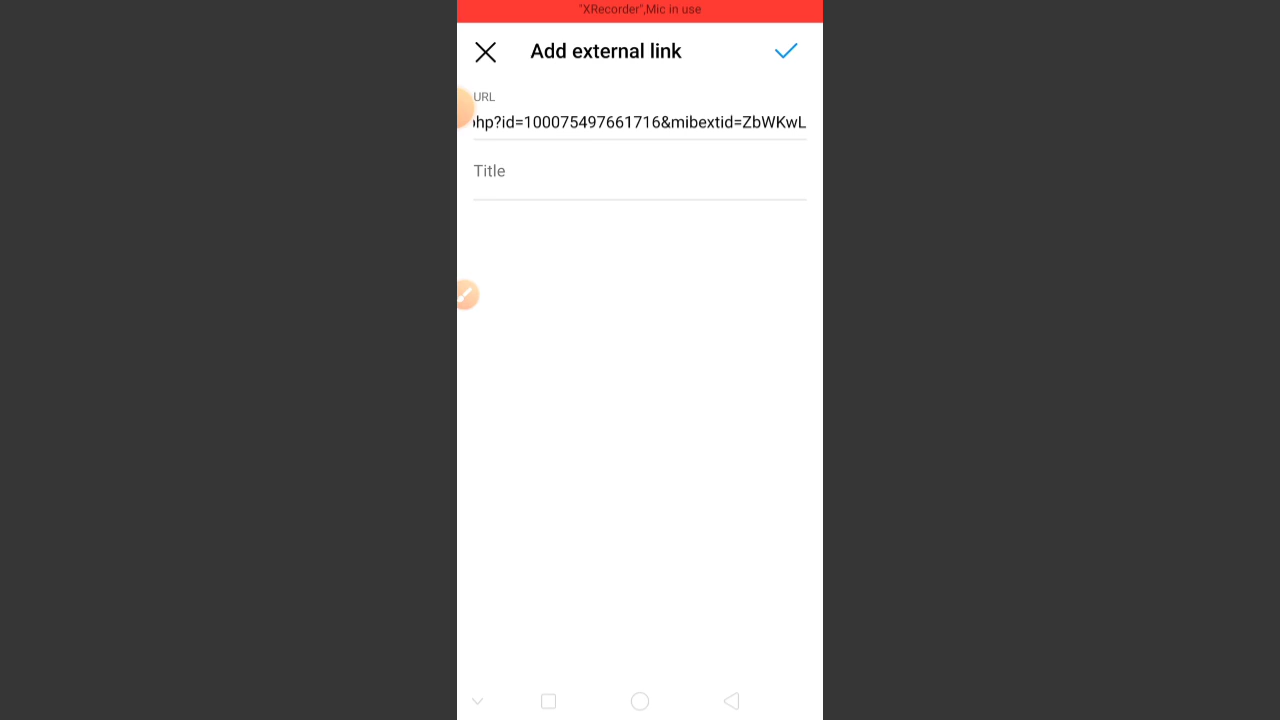 "XRecorder",Mic in use
Add external link
URL
hp?id=100075497661716&mibextid=ZbWKwL
Title